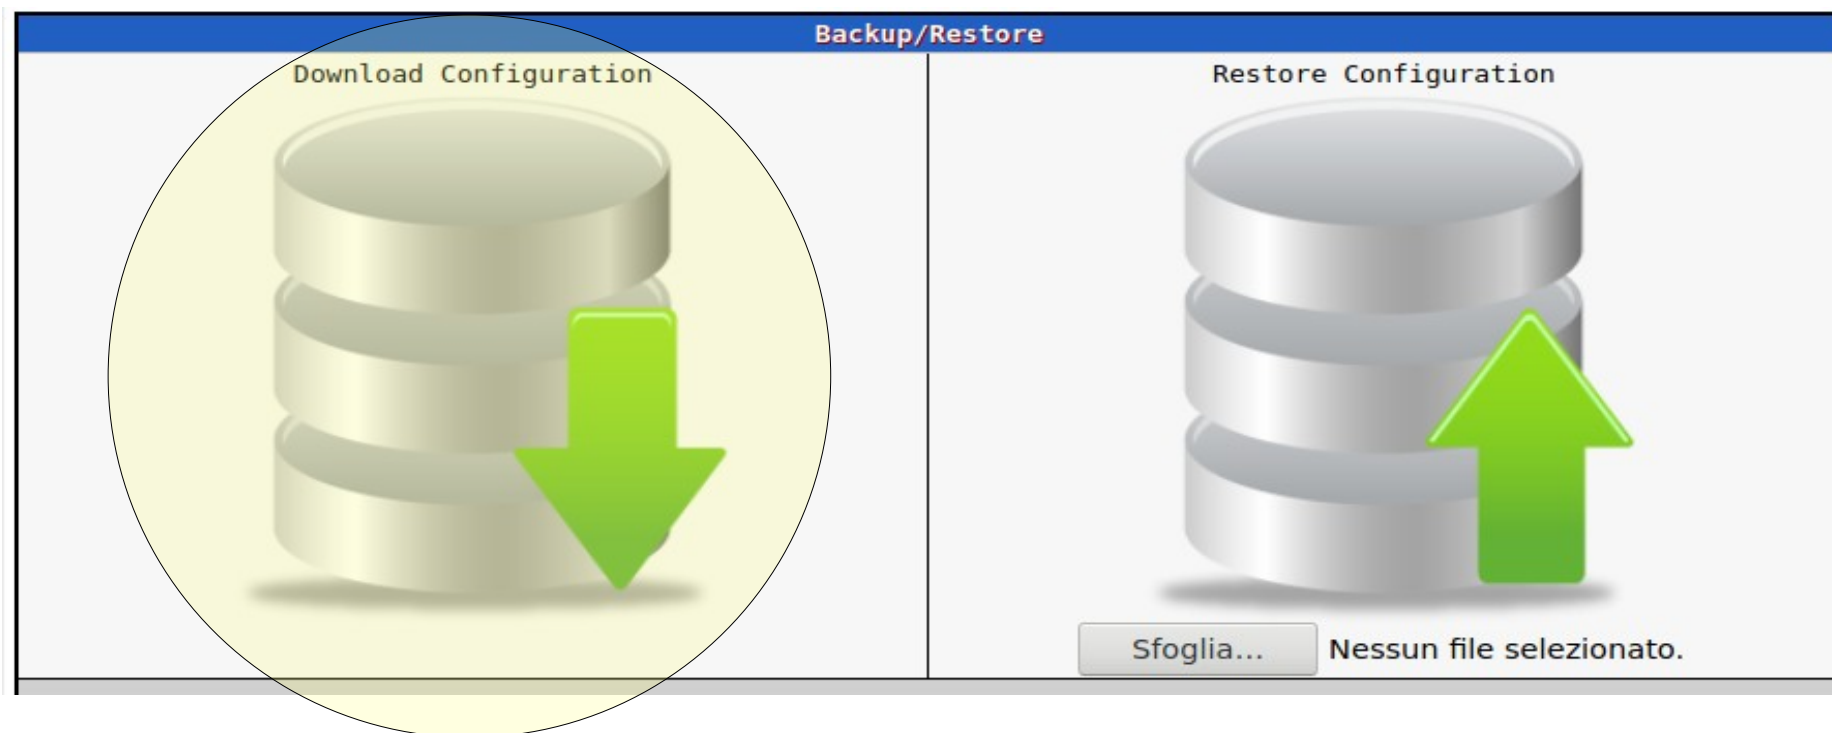 Backup/Restore
Download Configuration
Restore Configuration
Sfoglia...
Nessun file selezionato.